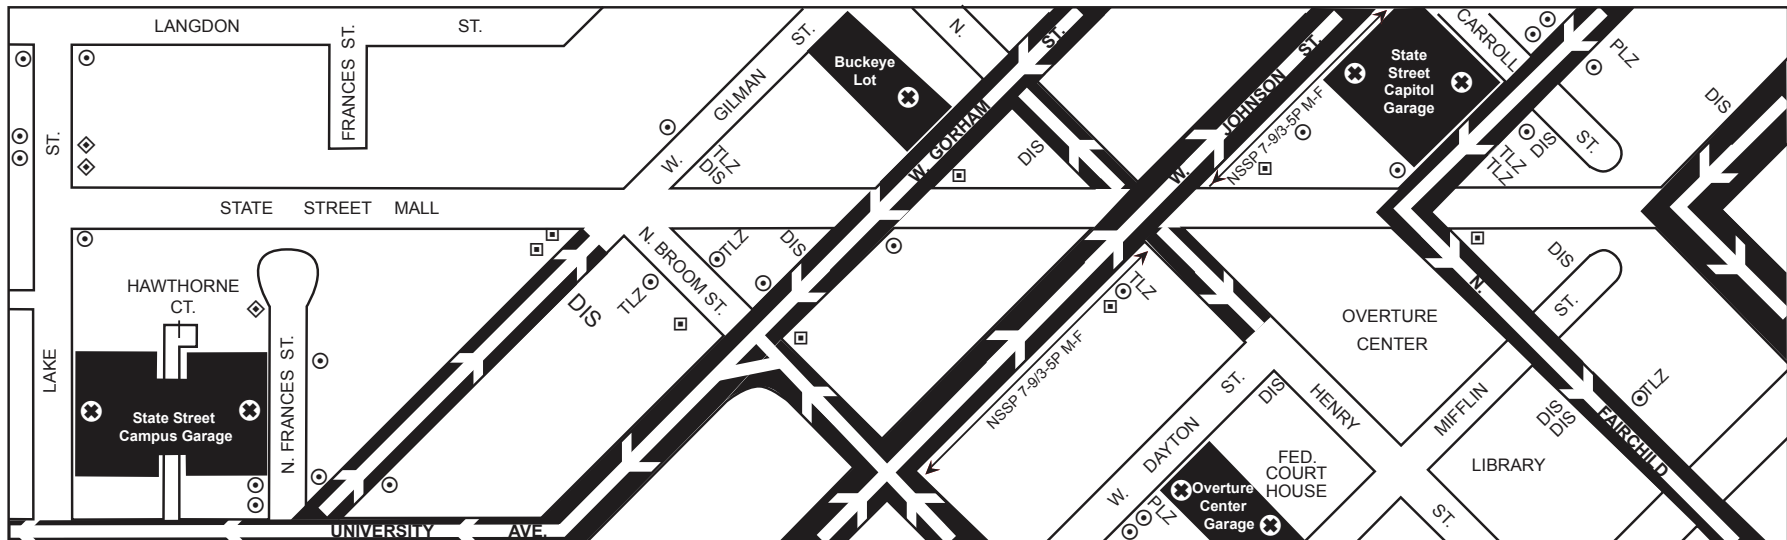 LANGDON ST.
FRANCES ST.
ST.
LAKE
STATE STREET MALL
HAWTHORNE
CT.
State Street
Campus Garage
N. FRANCES ST.
UNIVERSITY AVE.
W. GILMAN ST.
TLZ
DIS
Buckeye
Lot
N.
W. GORHAM ST.
DIS
N. BROOM ST.
TLZ
DIS
TLZ
DIS
W. JOHNSON ST.
NSSP 7-9/3-5P M-F
NSSP 7-9/3-5P M-F
TLZ
State
Street
Capitol
Garage
CARROLL
ST.
PLZ
DIS
TLZ
TLZ
DIS
OVERTURE
CENTER
DIS
ST.
MIFFLIN
N.
FAIRCHILD
TLZ
DIS
DIS
LIBRARY
HENRY
ST.
W. DAYTON ST.
DIS
PLZ
FED.
COURT
HOUSE
Overture
Center
Garage